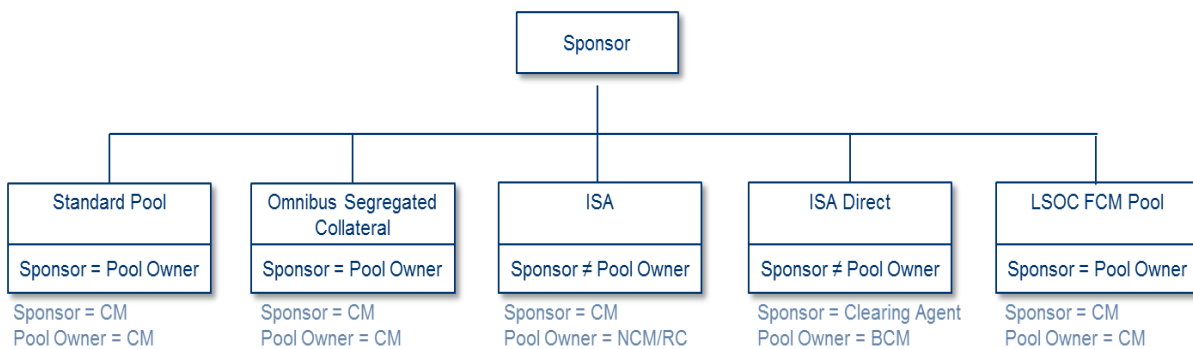 Sponsor
Standard Pool
Sponsor = Pool Owner
Sponsor = CM
Pool Owner = CM
Omnibus Segregated
Collateral
Sponsor = Pool Owner
Sponsor = CM
Pool Owner = CM
ISA
Sponsor ≠ Pool Owner
Sponsor = CM
Pool Owner = NCM/RC
ISA Direct
Sponsor ≠ Pool Owner
Sponsor = Clearing Agent
Pool Owner = BCM
LSOC FCM Pool
Sponsor = Pool Owner
Sponsor = CM
Pool Owner = CM